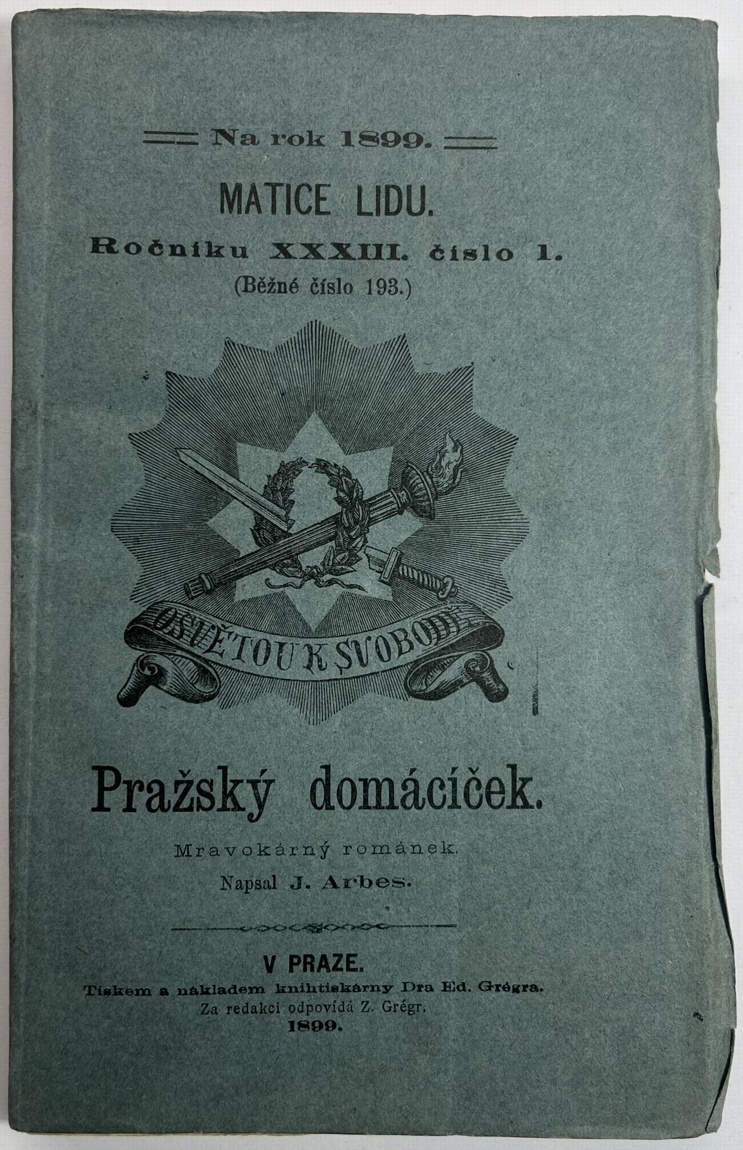 Na rok 1899.
MATICE LIDU.
Ročníku XXXIII. číslo 1.
(Běžné číslo 193.)
OSVĚTOU K SVOBODĚ
Pražský domácíček.
Mravokárný románek.
Napsal J. Arbes.
V PRAZE.
Tiskem a nákladem knihtiskárny Dra Ed. Grégra.
Za redakci odpovídá Z. Grégr.
1899.